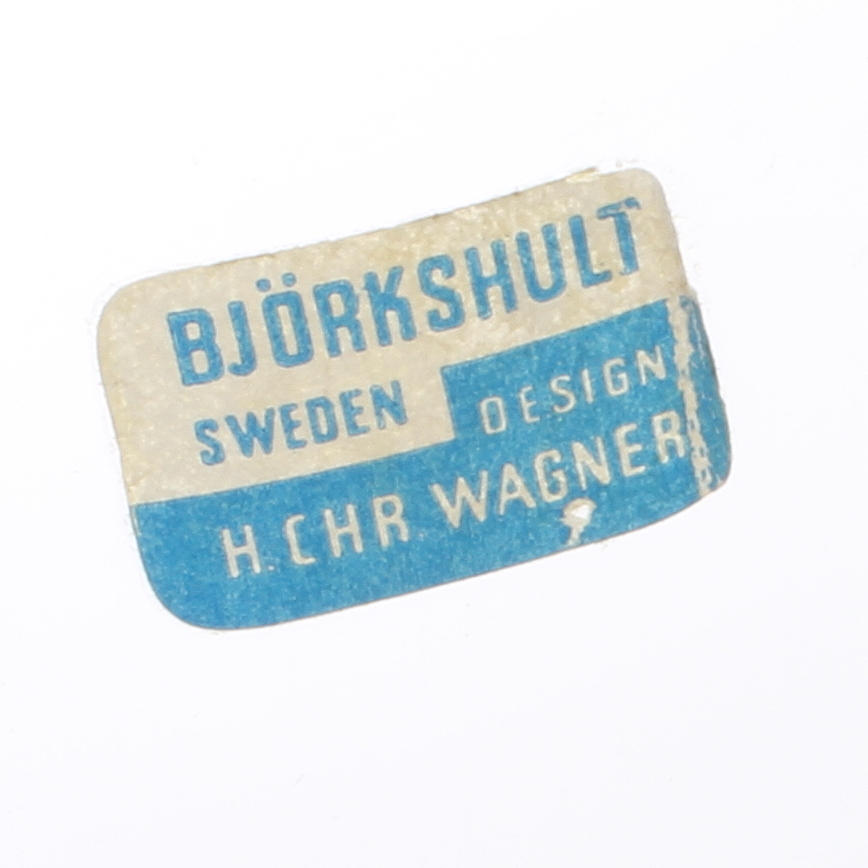 BJÖRKSHULT
SWEDEN DESIGN
H. CHR WAGNER